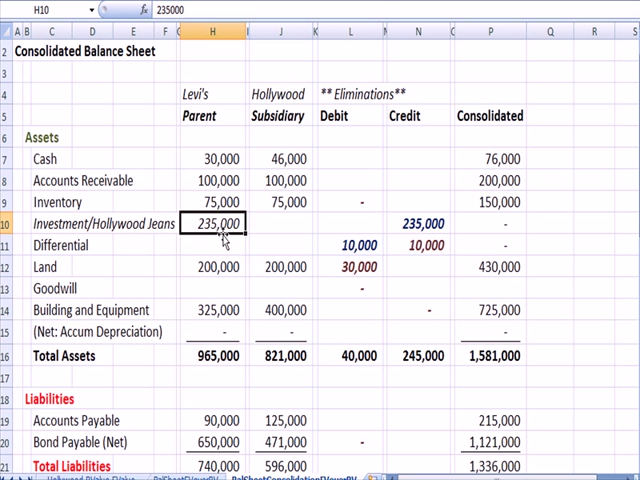 H10 fx 235000
A B C D E F G H I J K L M N O P Q R S
2 Consolidated Balance Sheet
3
4 Levi's Hollywood ** Eliminations**
5 Parent Subsidiary Debit Credit Consolidated
6 Assets
7 Cash 30,000 46,000 76,000
8 Accounts Receivable 100,000 100,000 200,000
9 Inventory 75,000 75,000 - 150,000
10 Investment/Hollywood Jeans 235,000 235,000 -
11 Differential 10,000 10,000 -
12 Land 200,000 200,000 30,000 430,000
13 Goodwill -
14 Building and Equipment 325,000 400,000 - 725,000
15 (Net: Accum Depreciation) - - -
16 Total Assets 965,000 821,000 40,000 245,000 1,581,000
17
18 Liabilities
19 Accounts Payable 90,000 125,000 215,000
20 Bond Payable (Net) 650,000 471,000 - 1,121,000
21 Total Liabilities 740,000 596,000 1,336,000